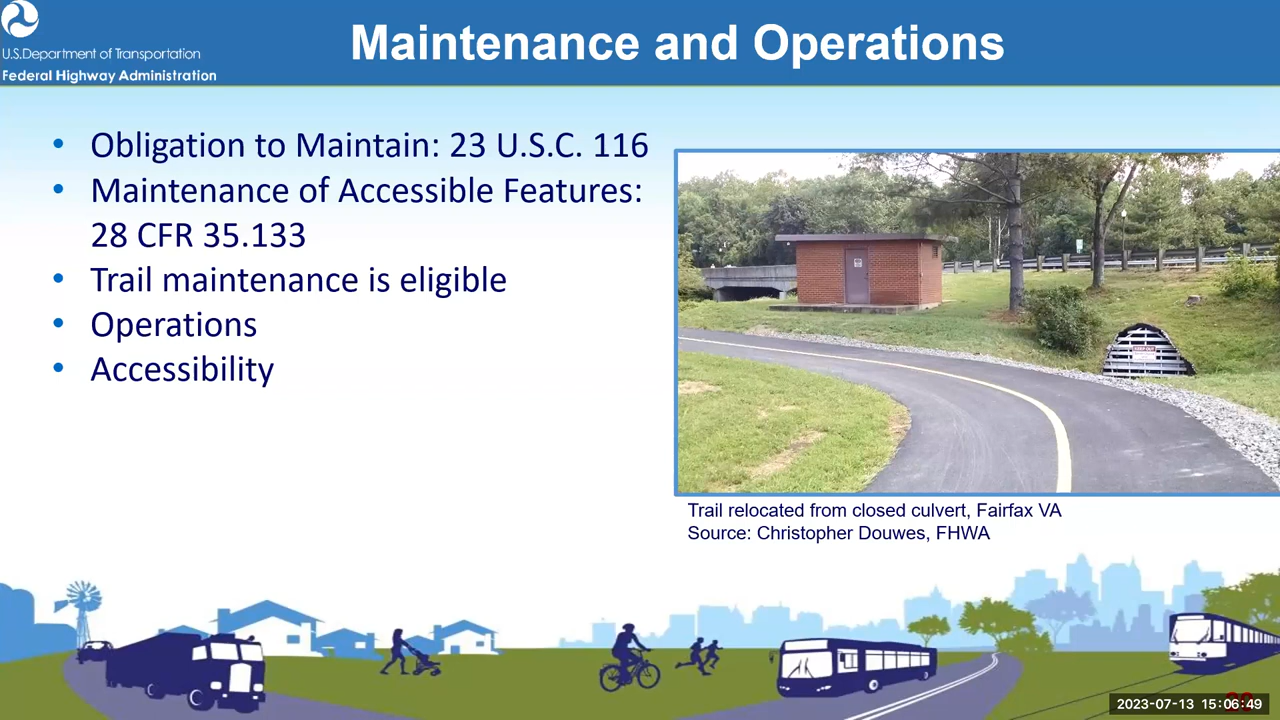 U.S.Department of Transportation
Federal Highway Administration
Maintenance and Operations
• Obligation to Maintain: 23 U.S.C. 116
• Maintenance of Accessible Features:
28 CFR 35.133
• Trail maintenance is eligible
• Operations
• Accessibility
KEEP OUT
Trail relocated from closed culvert, Fairfax VA
Source: Christopher Douwes, FHWA
2023-07-13 15:06:49